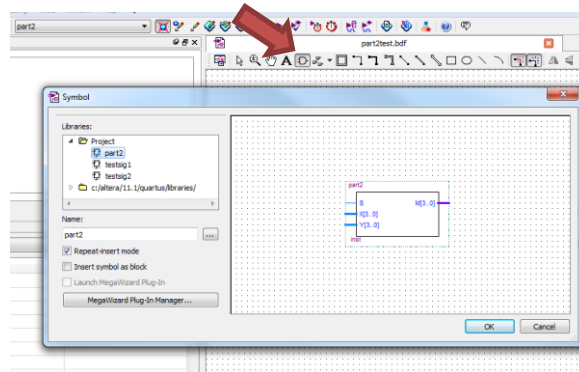 part2
part2test.bdf
A
Symbol
Libraries:
Project
part2
testsig1
testsig2
c:/altera/11.1/quartus/libraries/
Name:
part2
...
Repeat-insert mode
Insert symbol as block
Launch MegaWizard Plug-In
MegaWizard Plug-In Manager...
part2
S M[3..0]
X[3..0]
Y[3..0]
inst
OK Cancel